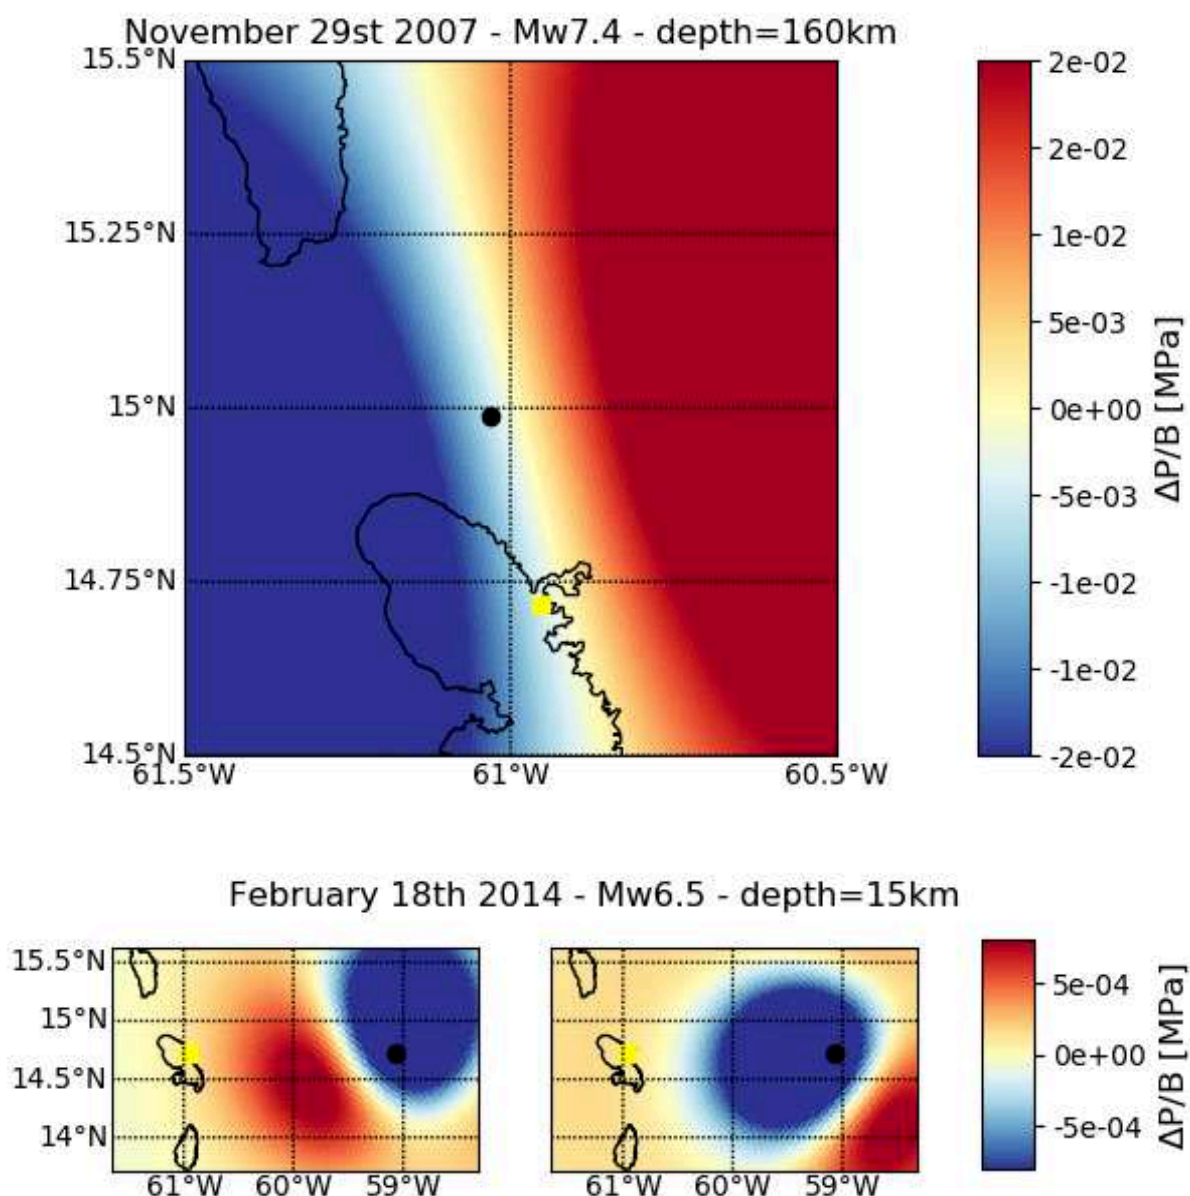 November 29st 2007 - Mw7.4 - depth=160km
15.5°N
15.25°N
15°N
14.75°N
14.5°N
61.5°W
61°W
60.5°W
2e-02
2e-02
1e-02
5e-03
0e+00
-5e-03
-1e-02
-1e-02
-2e-02
ΔP/B [MPa]
February 18th 2014 - Mw6.5 - depth=15km
15.5°N
15°N
14.5°N
14°N
61°W
60°W
59°W
61°W
60°W
59°W
5e-04
0e+00
-5e-04
ΔP/B [MPa]